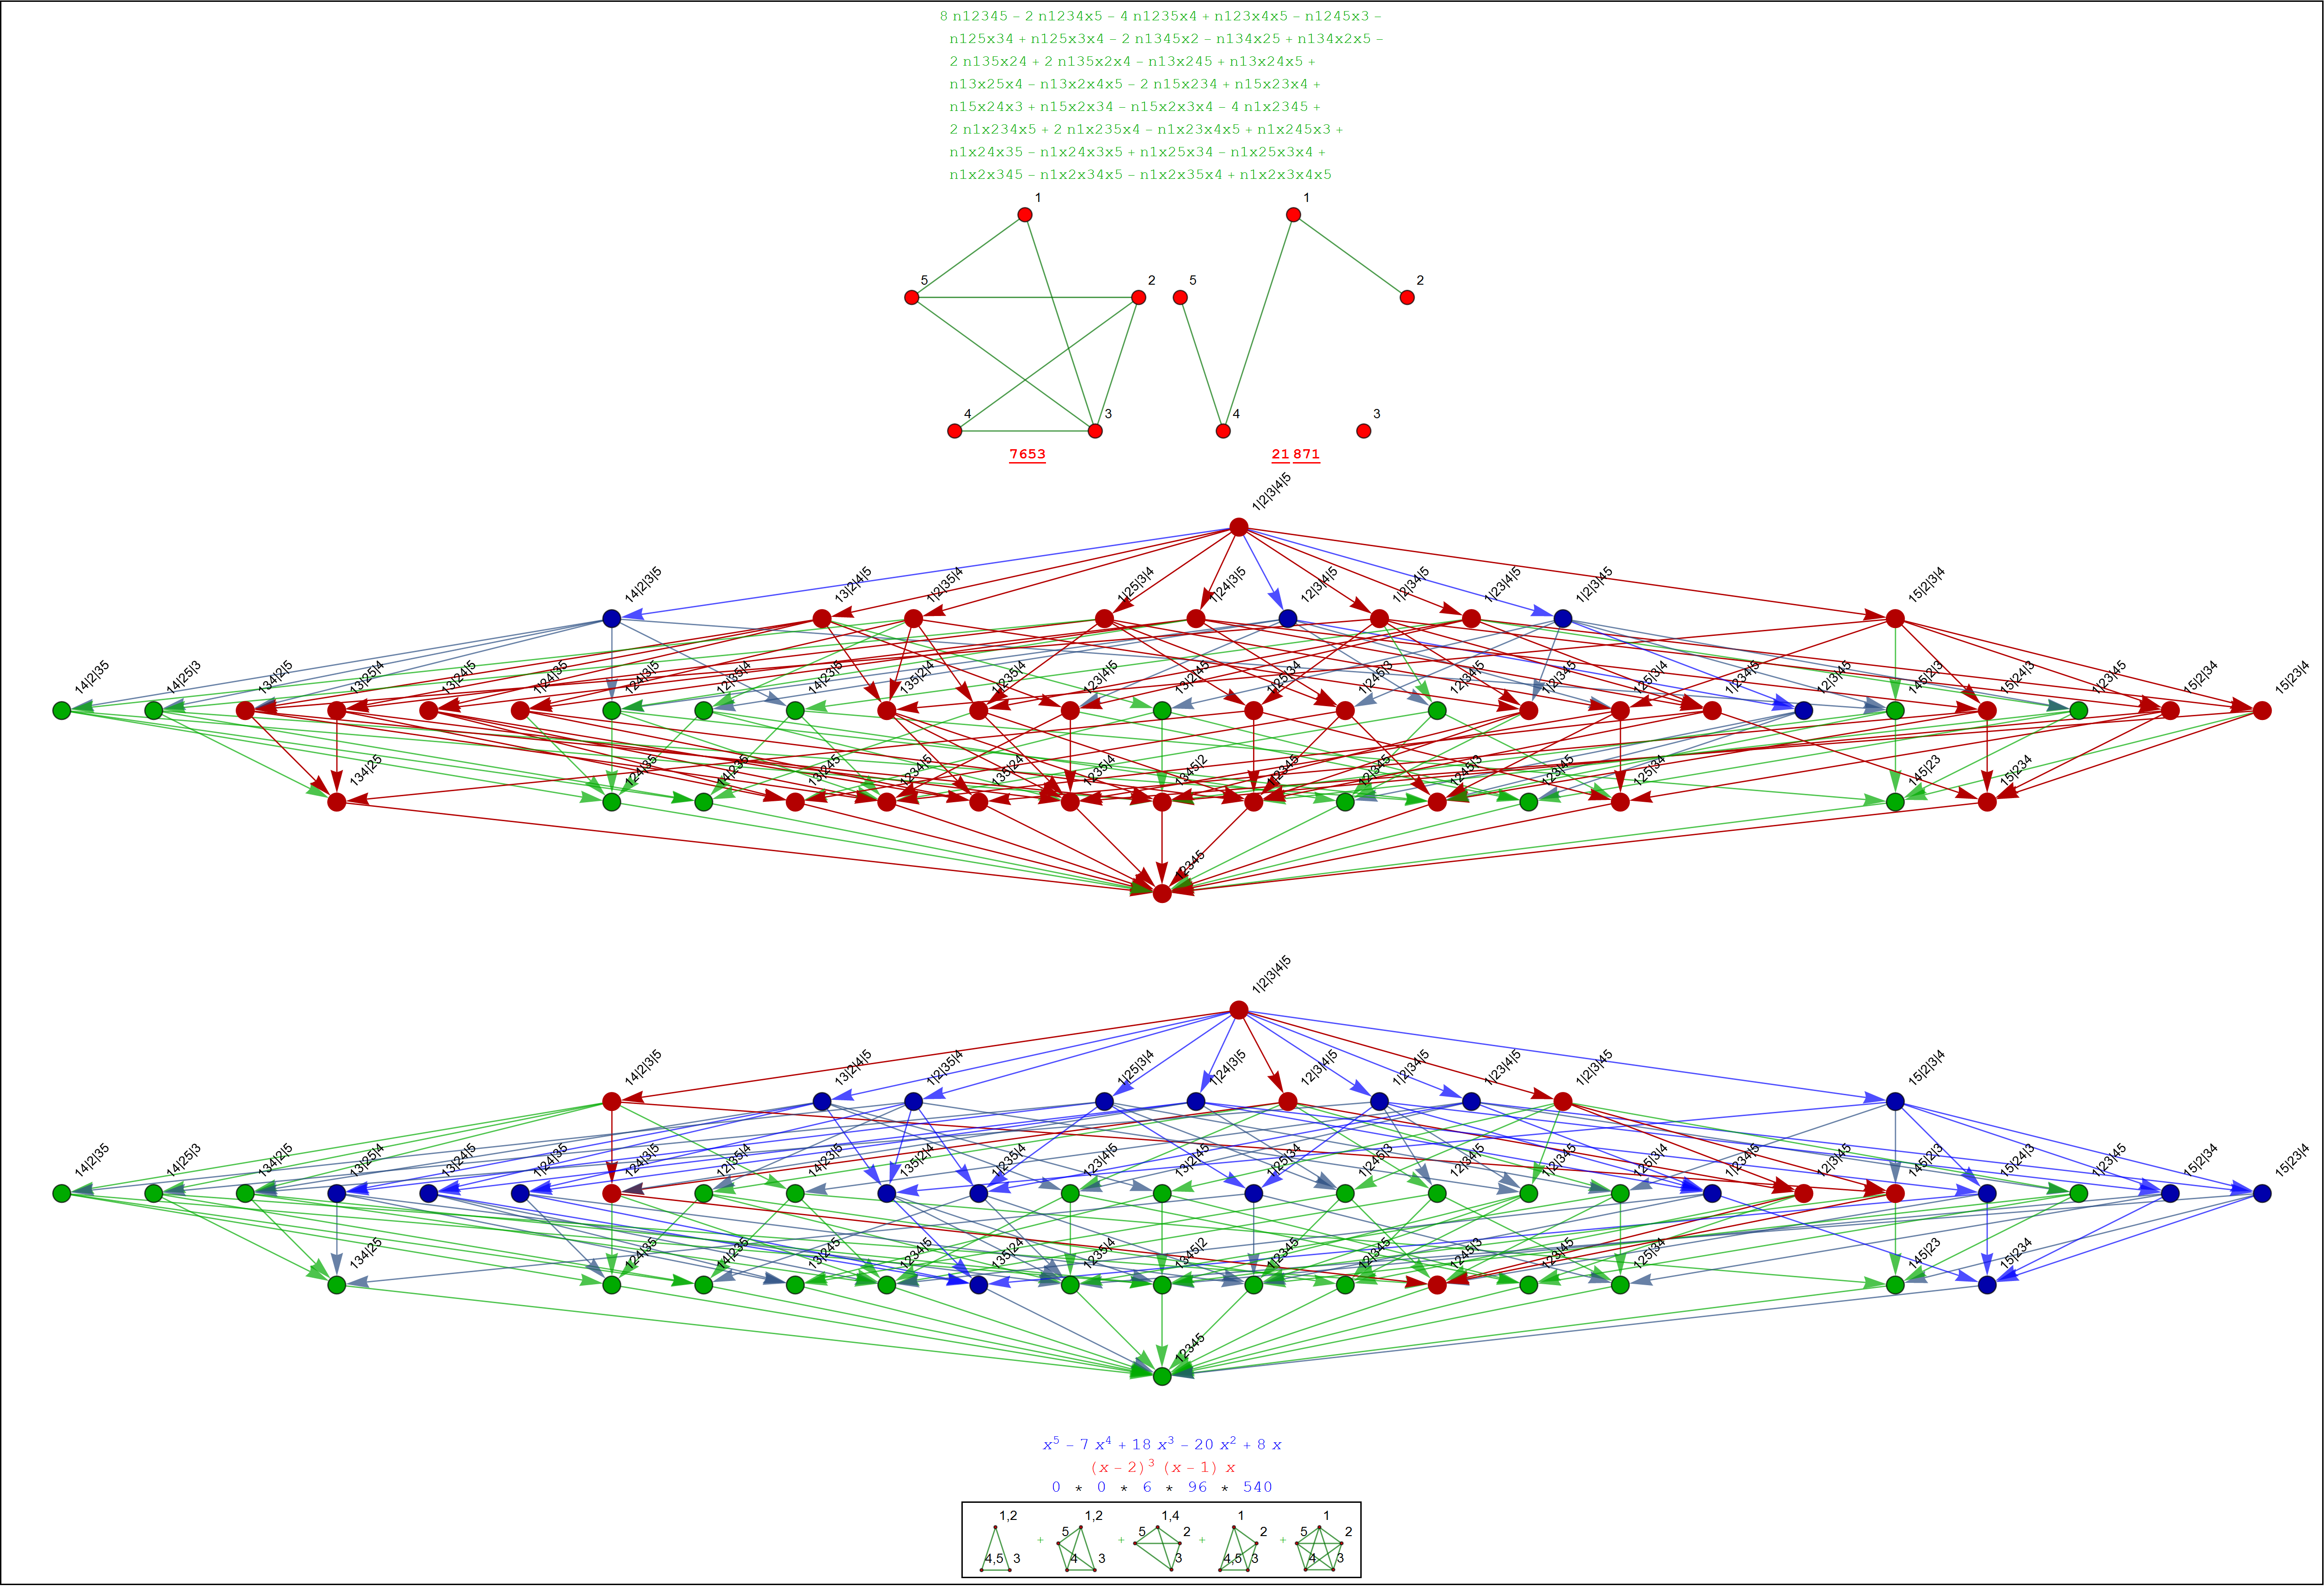 8 n12345 – 2 n1234x5 – 4 n1235x4 + n123x4x5 – n1245x3 –
n125x34 + n125x3x4 – 2 n1345x2 – n134x25 + n134x2x5 –
2 n135x24 + 2 n135x2x4 – n13x245 + n13x24x5 +
n13x25x4 – n13x2x4x5 – 2 n15x234 + n15x23x4 +
n15x24x3 + n15x2x34 – n15x2x3x4 – 4 n1x2345 +
2 n1x234x5 + 2 n1x235x4 – n1x23x4x5 + n1x245x3 +
n1x24x35 – n1x24x3x5 + n1x25x34 – n1x25x3x4 +
n1x2x345 – n1x2x34x5 – n1x2x35x4 + n1x2x3x4x5
1 1
5 2 5 2
4 3 4 3
7653 21 871
1|2|3|4|5
14|2|3|5 13|2|4|5 1|2|35|4 1|25|3|4 1|24|3|5 12|3|4|5 1|2|34|5 1|23|4|5 1|2|3|45 15|2|3|4
14|2|35 14|25|3 134|2|5 13|25|4 13|24|5 1|24|35 124|3|5 12|35|4 14|23|5 135|2|4 1|235|4 123|4|5 13|2|45 1|25|34 1|245|3 12|34|5 1|2|345 125|3|4 1|234|5 12|3|45 145|2|3 15|24|3 1|23|45 15|2|34 15|23|4
134|25 124|35 14|235 13|245 1234|5 135|24 1235|4 1345|2 1|2345 12|345 1245|3 123|45 125|34 145|23 15|234
12345
1|2|3|4|5
14|2|3|5 13|2|4|5 1|2|35|4 1|25|3|4 1|24|3|5 12|3|4|5 1|2|34|5 1|23|4|5 1|2|3|45 15|2|3|4
14|2|35 14|25|3 134|2|5 13|25|4 13|24|5 1|24|35 124|3|5 12|35|4 14|23|5 135|2|4 1|235|4 123|4|5 13|2|45 1|25|34 1|245|3 12|34|5 1|2|345 125|3|4 1|234|5 12|3|45 145|2|3 15|24|3 1|23|45 15|2|34 15|23|4
134|25 124|35 14|235 13|245 1234|5 135|24 1235|4 1345|2 1|2345 12|345 1245|3 123|45 125|34 145|23 15|234
12345
x⁵ – 7 x⁴ + 18 x³ – 20 x² + 8 x
(x – 2)³ (x – 1) x
0 * 0 * 6 * 96 * 540
1,2 1,2 1,4 1 1
5 5 2 2 5 2
+ + + +
4,5 3 4 3 3 4,5 3 4 3